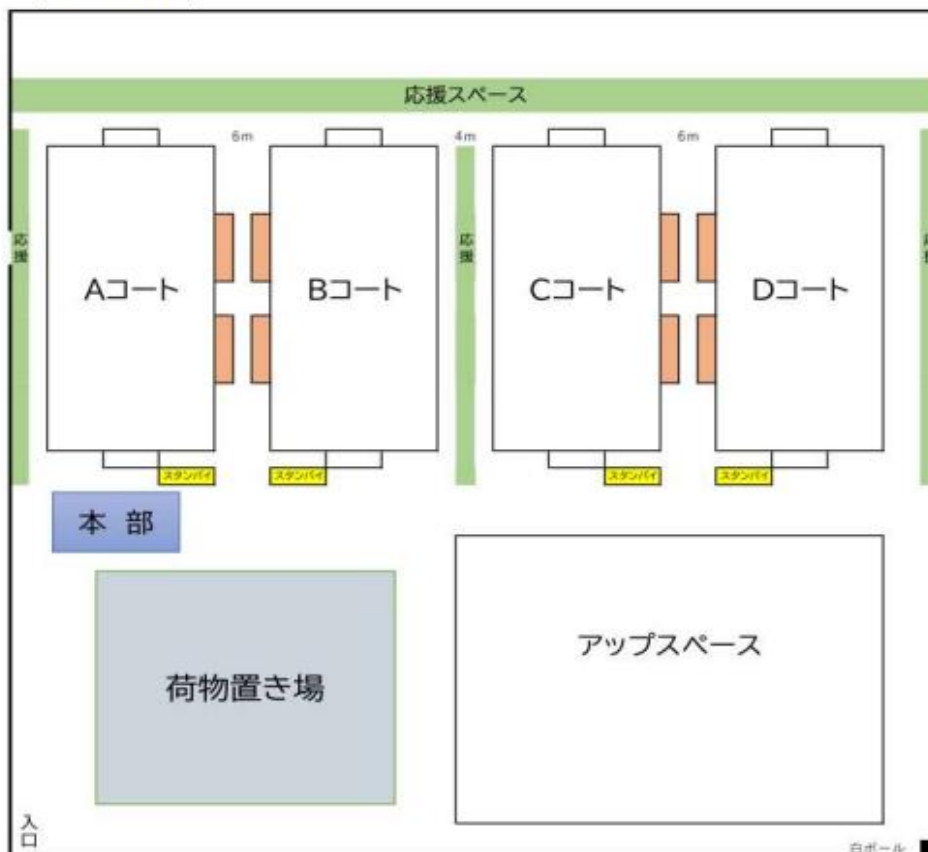 応援スペース
6m
4m
6m
応援
Aコート
Bコート
応援
Cコート
Dコート
スタンバイ
スタンバイ
スタンバイ
スタンバイ
本 部
荷物置き場
アップスペース
入口